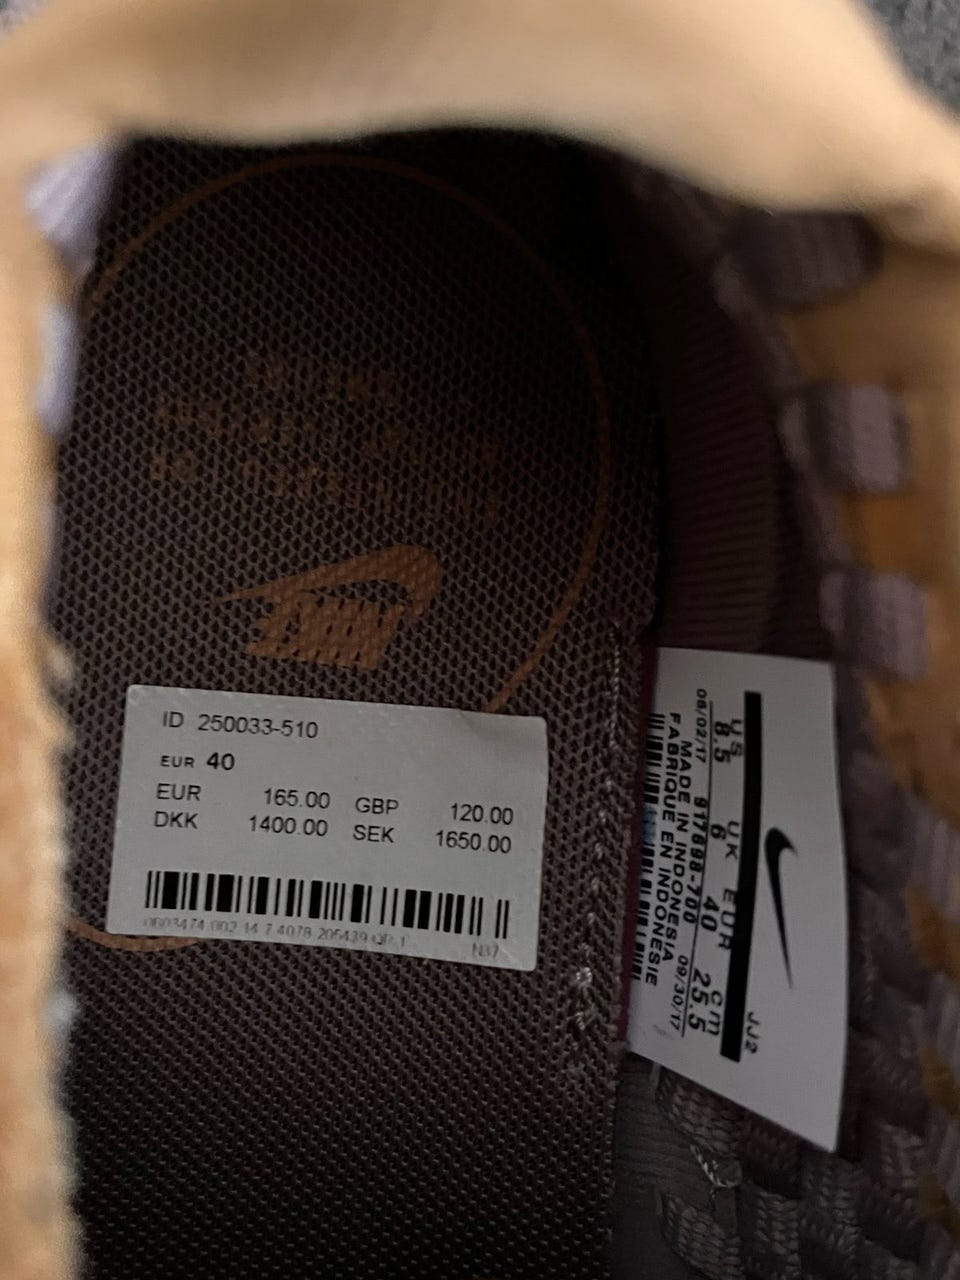 ID 250033-510
EUR 40
EUR 165.00 GBP 120.00
DKK 1400.00 SEK 1650.00
N37
JJ2
US UK EUR cm
8.5 6 40 25.5
08/02/17 917698-700 09/30/17
MADE IN INDONESIA
FABRIQUE EN INDONESIE